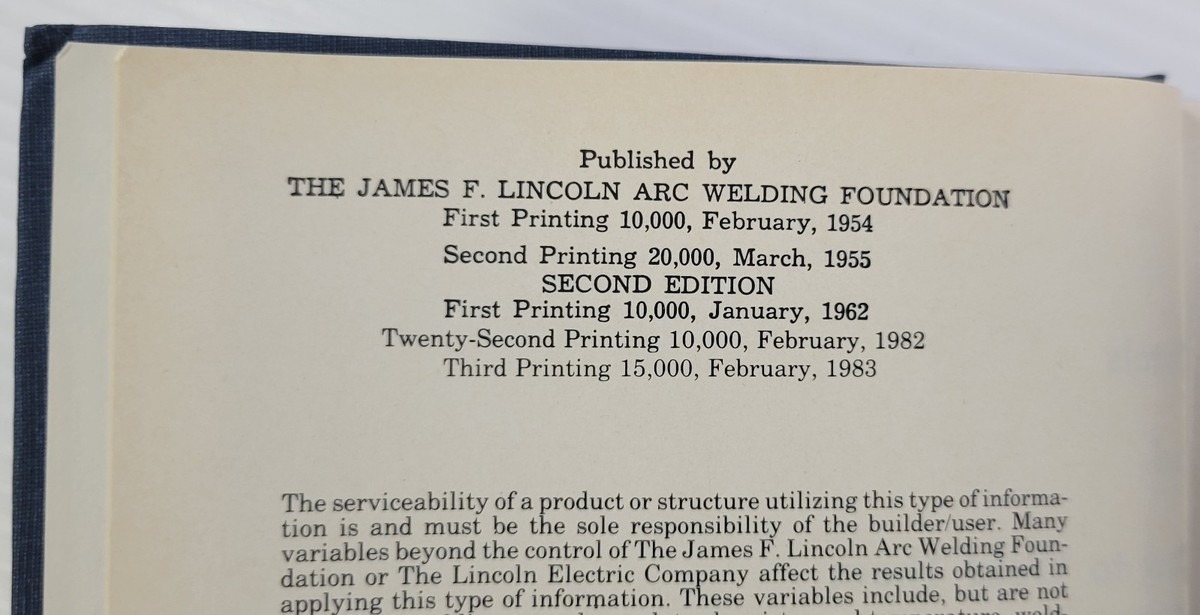 Published by
THE JAMES F. LINCOLN ARC WELDING FOUNDATION
First Printing 10,000, February, 1954
Second Printing 20,000, March, 1955
SECOND EDITION
First Printing 10,000, January, 1962
Twenty-Second Printing 10,000, February, 1982
Third Printing 15,000, February, 1983
The serviceability of a product or structure utilizing this type of informa-
tion is and must be the sole responsibility of the builder/user. Many
variables beyond the control of The James F. Lincoln Arc Welding Foun-
dation or The Lincoln Electric Company affect the results obtained in
applying this type of information. These variables include, but are not